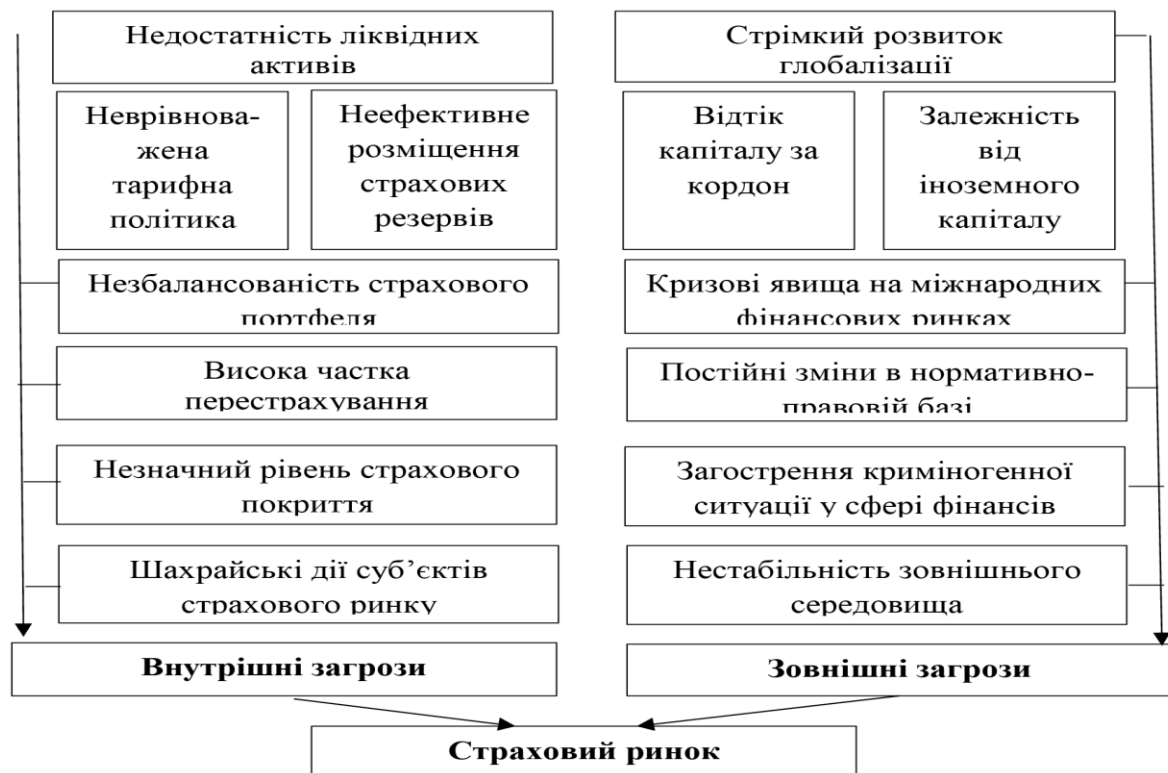 Недостатність ліквідних
активів
Неврівнова-
жена
тарифна
політика
Неефективне
розміщення
страхових
резервів
Незбалансованість страхового
портфеля
Висока частка
перестрахування
Незначний рівень страхового
покриття
Шахрайські дії суб’єктів
страхового ринку
Внутрішні загрози
Стрімкий розвиток
глобалізації
Відтік
капіталу за
кордон
Залежність
від
іноземного
капіталу
Кризові явища на міжнародних
фінансових ринках
Постійні зміни в нормативно-
правовій базі
Загострення криміногенної
ситуації у сфері фінансів
Нестабільність зовнішнього
середовища
Зовнішні загрози
Страховий ринок